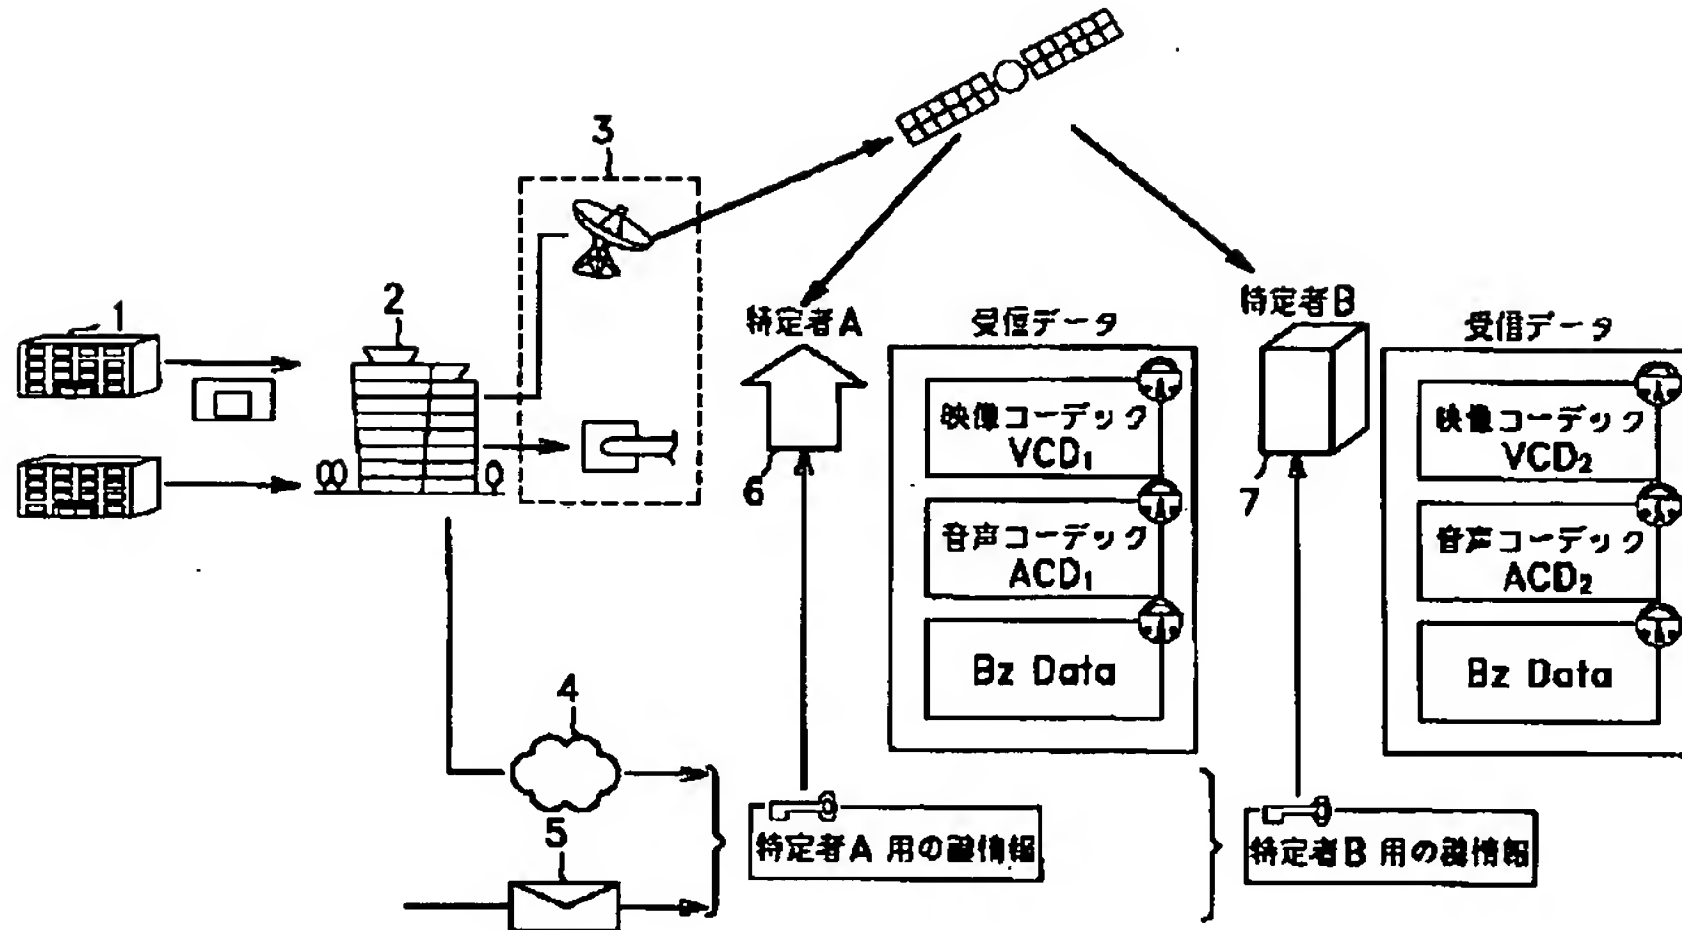 1
2
3
特定者A
受信データ
映像コーデック
VCD₁
音声コーデック
ACD₁
Bz Data
6
特定者B
受信データ
映像コーデック
VCD₂
音声コーデック
ACD₂
Bz Data
7
4
5
特定者A 用の鍵情報
特定者B 用の鍵情報